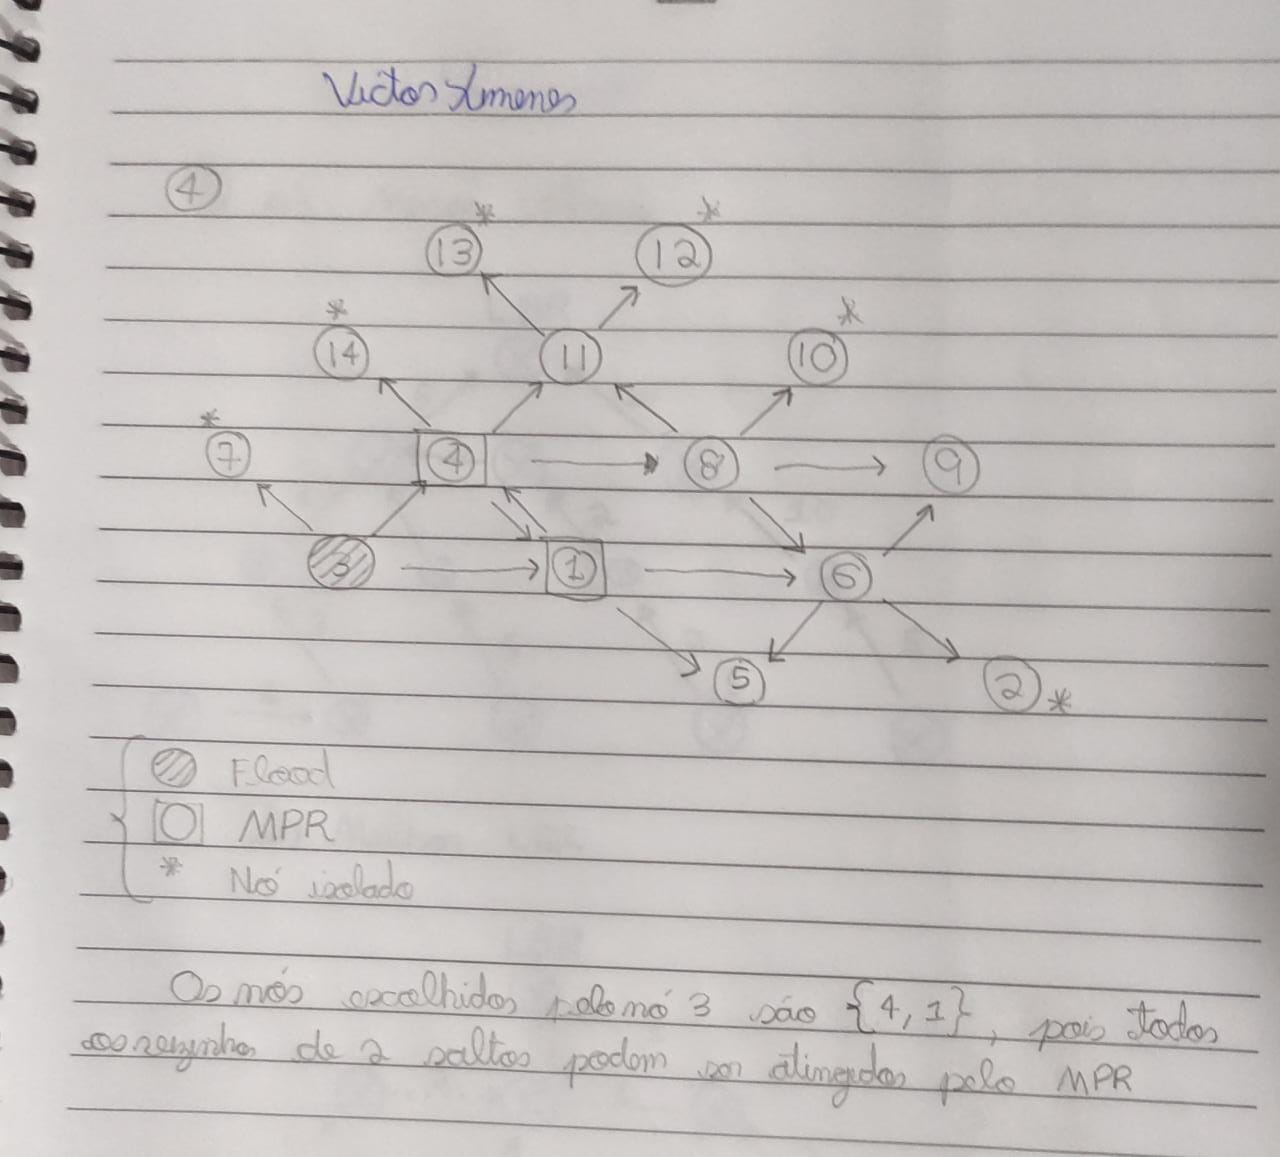 Victor Ximenes
4
* *
13 12
* *
14 11 10
*
7 4 8 9
3 1 6
5 2 *
Flood
MPR
* Nó isolado
Os nós escolhidos pelo nó 3 são {4, 1}, pois todos
os vezinhos de 2 saltos podem ser atingidos pelo MPR